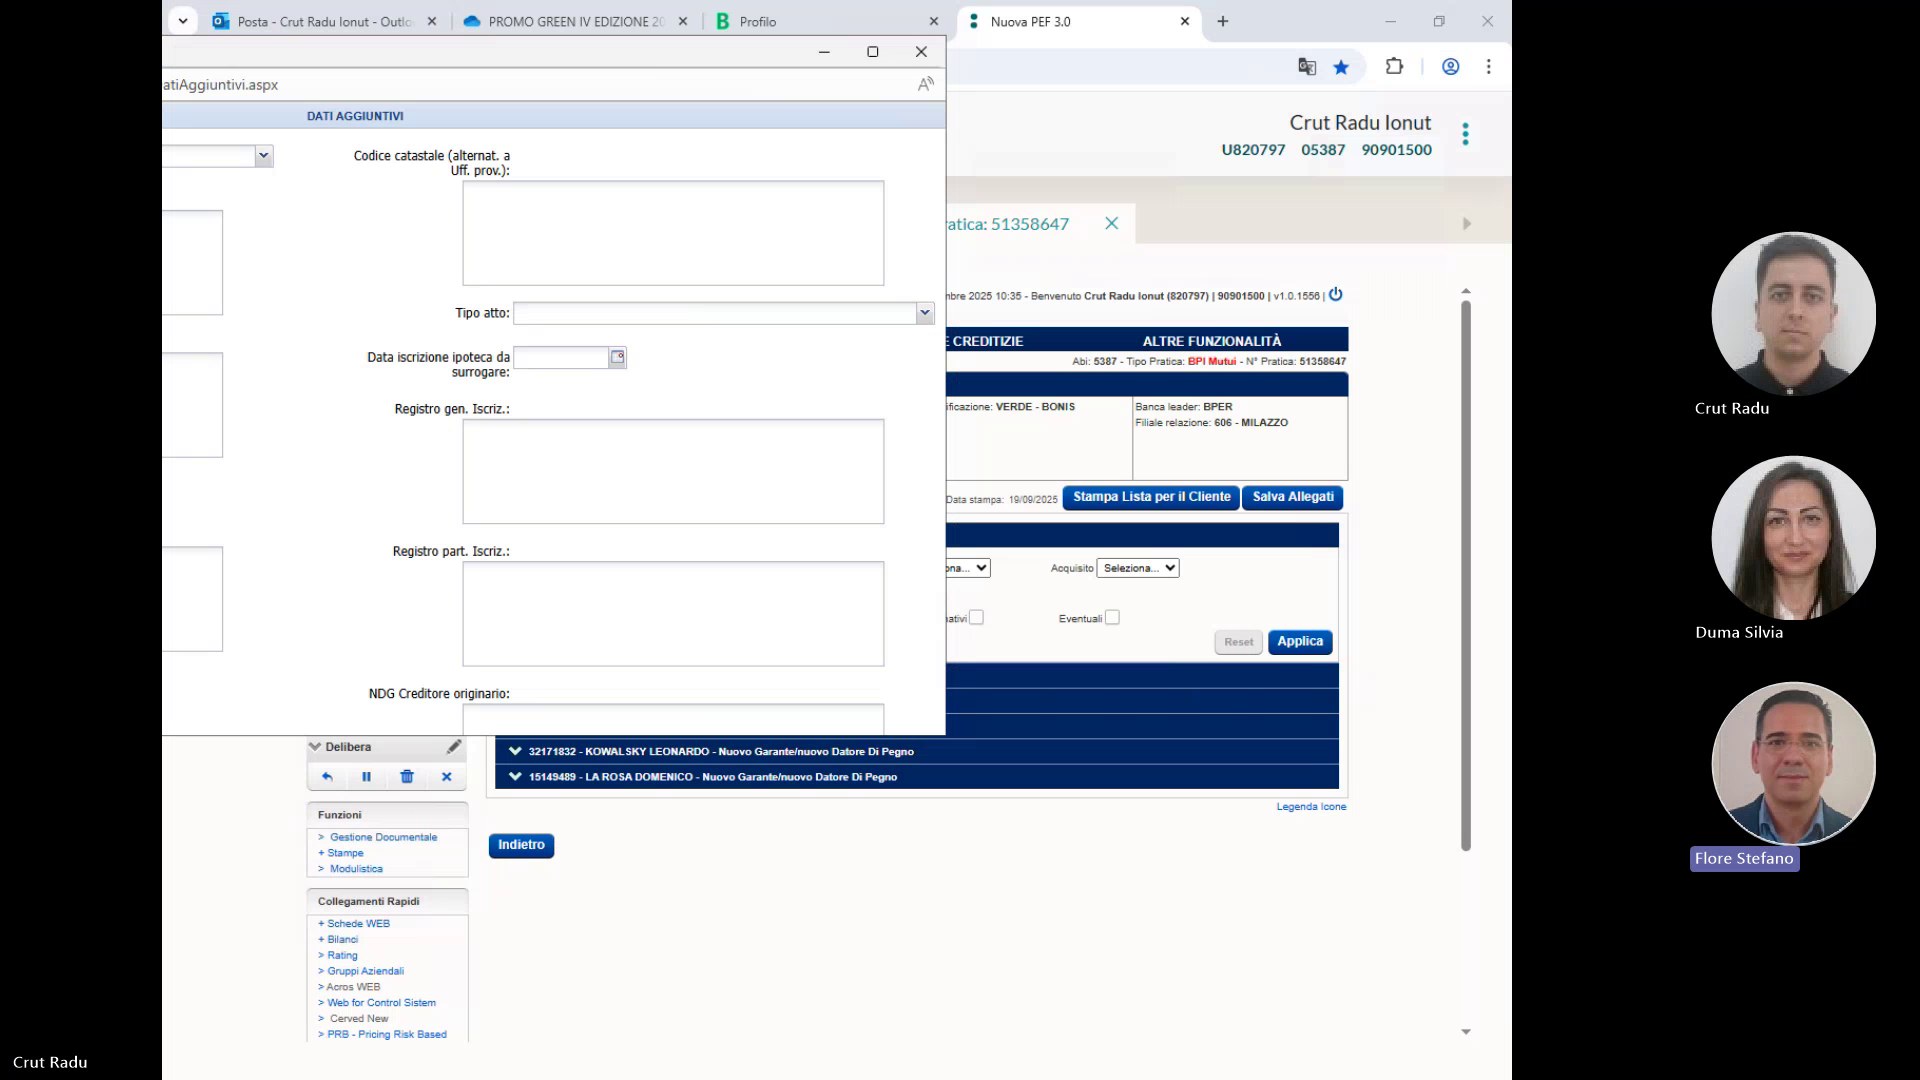 Posta - Crut Radu Ionut - Outlo
PROMO GREEN IV EDIZIONE 20
Profilo
Nuova PEF 3.0
atiAggiuntivi.aspx
DATI AGGIUNTIVI
Codice catastale (alternat. a
Uff. prov.):
Tipo atto:
Data iscrizione ipoteca da
surrogare:
Registro gen. Iscriz.:
Registro part. Iscriz.:
NDG Creditore originario:
Crut Radu Ionut
U820797 05387 90901500
ratica: 51358647
mbre 2025 10:35 - Benvenuto Crut Radu Ionut (820797) | 90901500 | v1.0.1556 |
E CREDITIZIE
ALTRE FUNZIONALITÀ
Abi: 5387 - Tipo Pratica: BPI Mutui - N° Pratica: 51358647
ificazione: VERDE - BONIS
Banca leader: BPER
Filiale relazione: 606 - MILAZZO
Data stampa: 19/09/2025
Stampa Lista per il Cliente
Salva Allegati
ona...
Acquisito
Seleziona...
ativi
Eventuali
Reset
Applica
32171832 - KOWALSKY LEONARDO - Nuovo Garante/nuovo Datore Di Pegno
15149489 - LA ROSA DOMENICO - Nuovo Garante/nuovo Datore Di Pegno
Legenda Icone
Indietro
Delibera
Funzioni
> Gestione Documentale
+ Stampe
> Modulistica
Collegamenti Rapidi
+ Schede WEB
+ Bilanci
> Rating
> Gruppi Aziendali
> Acros WEB
> Web for Control Sistem
> Cerved New
> PRB - Pricing Risk Based
Crut Radu
Duma Silvia
Flore Stefano
Crut Radu